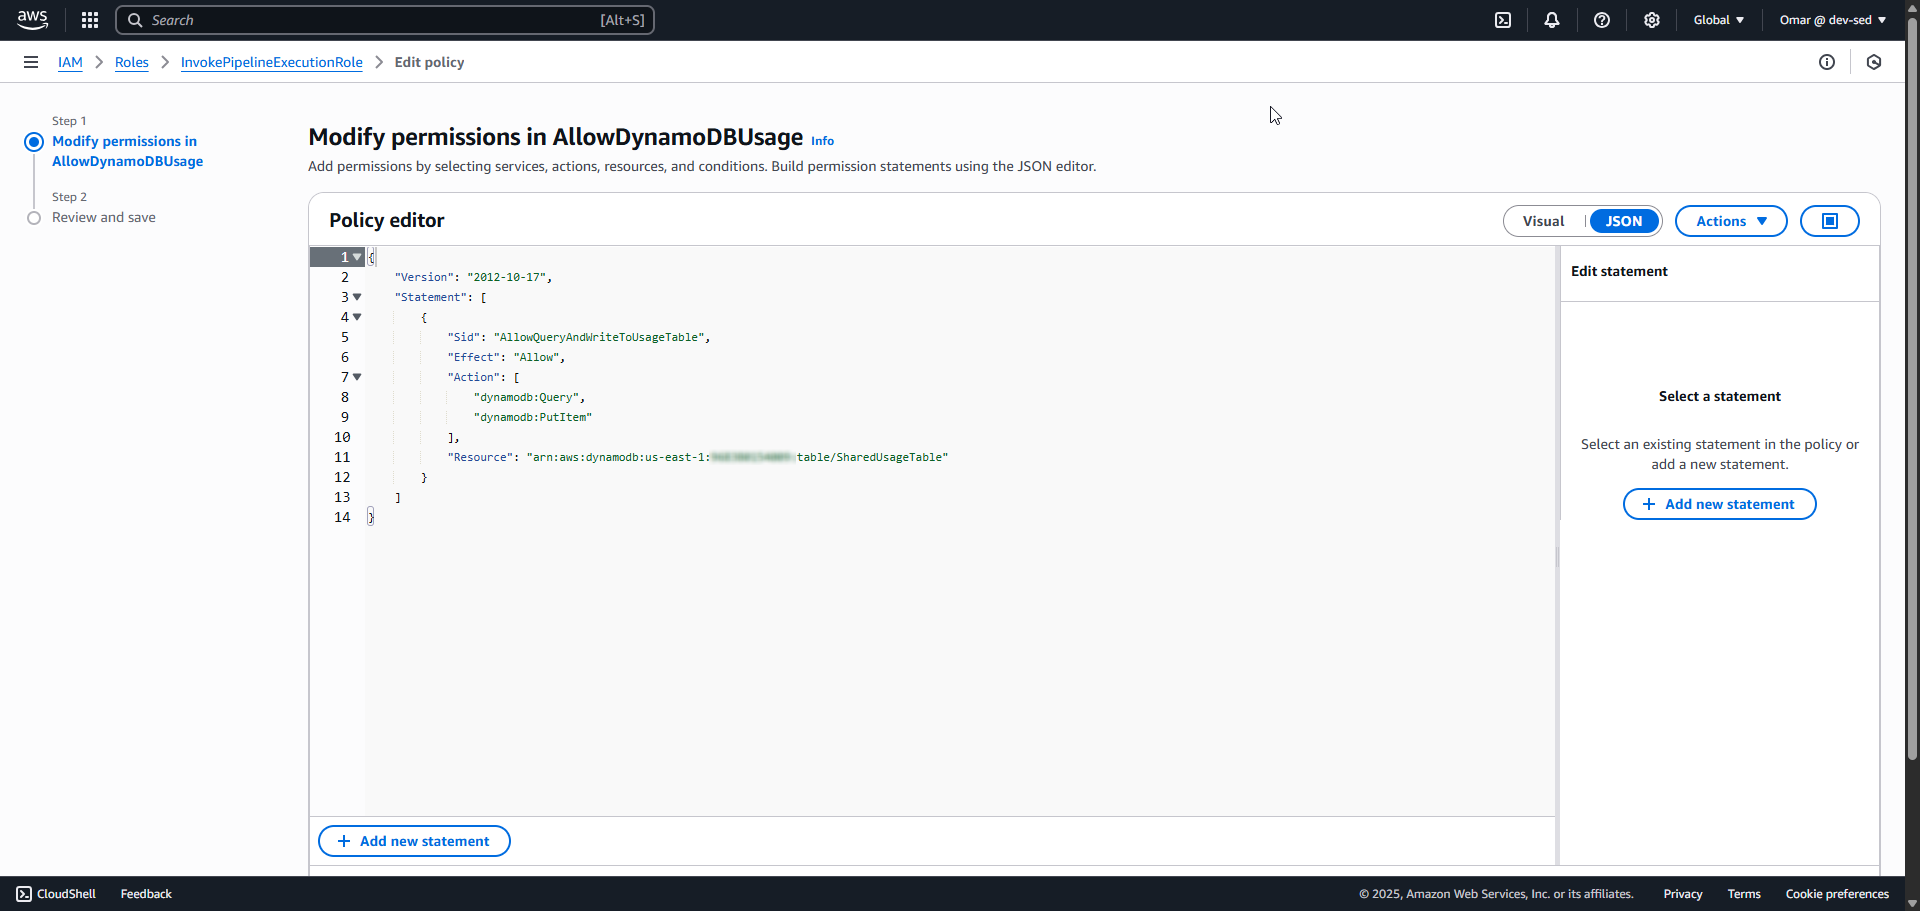 aws
Search
[Alt+S]
Global
Omar @ dev-sed
IAM
Roles
InvokePipelineExecutionRole
Edit policy
Step 1
Modify permissions in
AllowDynamoDBUsage
Step 2
Review and save
Modify permissions in AllowDynamoDBUsage Info
Add permissions by selecting services, actions, resources, and conditions. Build permission statements using the JSON editor.
Policy editor
Visual
JSON
Actions
1 {
2 "Version": "2012-10-17",
3 "Statement": [
4 {
5 "Sid": "AllowQueryAndWriteToUsageTable",
6 "Effect": "Allow",
7 "Action": [
8 "dynamodb:Query",
9 "dynamodb:PutItem"
10 ],
11 "Resource": "arn:aws:dynamodb:us-east-1: table/SharedUsageTable"
12 }
13 ]
14 }
Edit statement
Select a statement
Select an existing statement in the policy or
add a new statement.
+ Add new statement
+ Add new statement
CloudShell
Feedback
© 2025, Amazon Web Services, Inc. or its affiliates.
Privacy
Terms
Cookie preferences